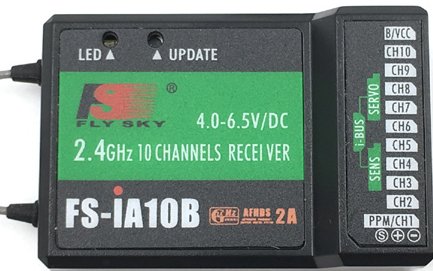 LED UPDATE
FS ®
FLY SKY
4.0-6.5V/DC
2.4GHz 10 CHANNELS RECEIVER
FS-iA10B
AFHDS
2A
B/VCC
CH10
CH9
CH8
CH7
CH6
CH5
CH4
CH3
CH2
PPM/CH1
S + -
i-BUS
SERVO
SENS